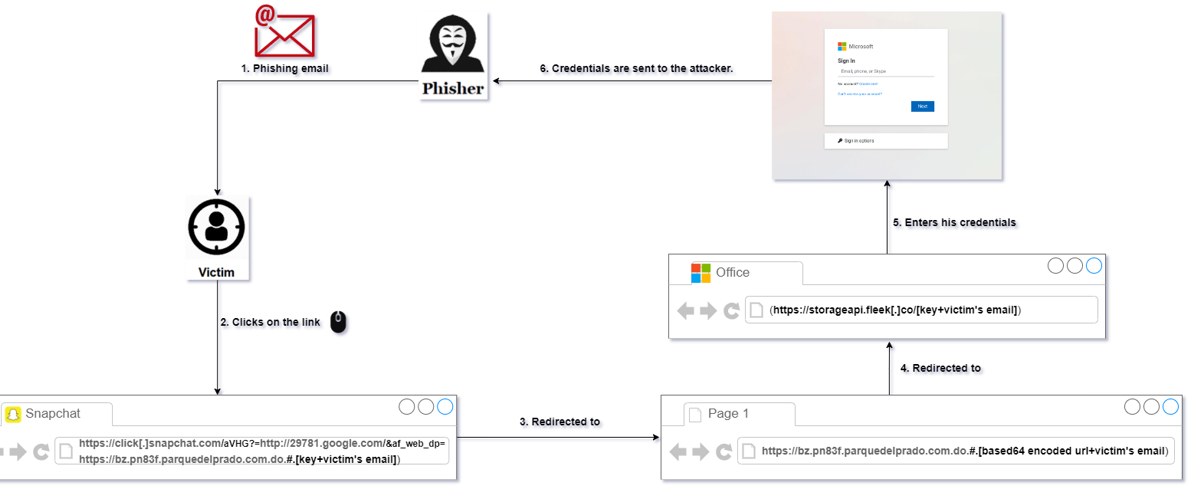 @
1. Phishing email
Phisher
6. Credentials are sent to the attacker.
Microsoft
Sign In
Email, phone, or Skype
No account? Create one!
Can't access your account?
Next
Sign in options
5. Enters his credentials
Victim
Office
(https://storageapi.fleek[.]co/[key+victim's email])
2. Clicks on the link
4. Redirected to
Snapchat
https://click[.]snapchat.com/aVHG?=http://29781.google.com/&af_web_dp=
https://bz.pn83f.parquedelprado.com.do.#.[key+victim's email])
3. Redirected to
Page 1
https://bz.pn83f.parquedelprado.com.do.#.[based64 encoded url+victim's email)